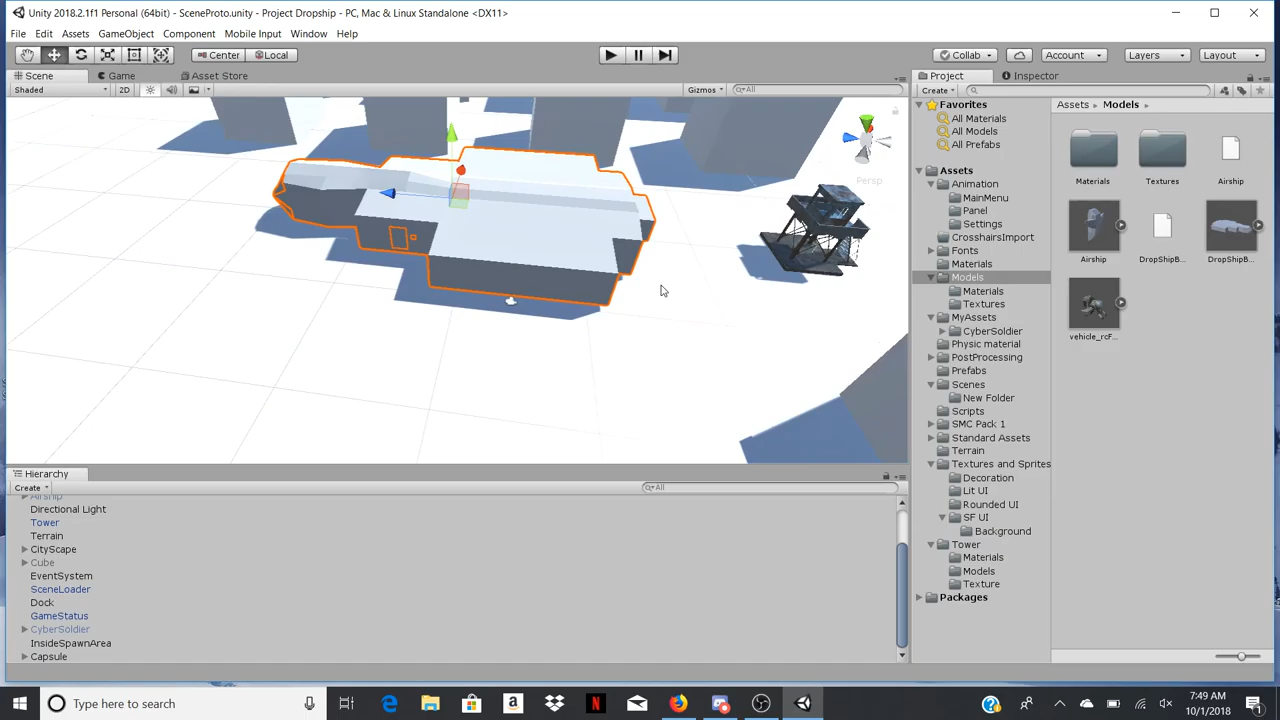 Unity 2018.2.1f1 Personal (64bit) - SceneProto.unity - Project Dropship - PC, Mac & Linux Standalone <DX11>
File Edit Assets GameObject Component Mobile Input Window Help
Center Local Collab Account Layers Layout
Scene Game Asset Store
Shaded 2D Gizmos All
Persp
Project Inspector
Create
Favorites
All Materials
All Models
All Prefabs
Assets
Animation
MainMenu
Panel
Settings
CrosshairsImport
Fonts
Materials
Models
Materials
Textures
MyAssets
CyberSoldier
Physic material
PostProcessing
Prefabs
Scenes
New Folder
Scripts
SMC Pack 1
Standard Assets
Terrain
Textures and Sprites
Decoration
Lit UI
Rounded UI
SF UI
Background
Tower
Materials
Models
Texture
Packages
Assets Models
Materials Textures Airship
Airship DropShipB... DropShipB...
vehicle_rcF...
Hierarchy
Create All
Airship
Directional Light
Tower
Terrain
CityScape
Cube
EventSystem
SceneLoader
Dock
GameStatus
CyberSoldier
InsideSpawnArea
Capsule
Type here to search
7:49 AM
10/1/2018